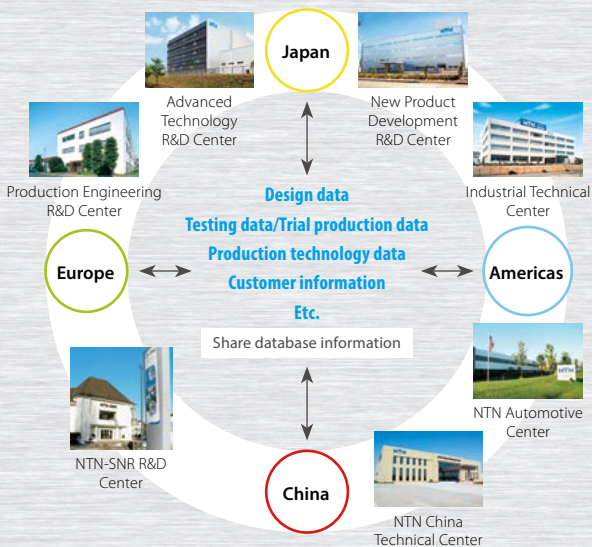 Japan
Advanced
Technology
R&D Center
New Product
Development
R&D Center
Production Engineering
R&D Center
Industrial Technical
Center
Design data
Testing data/Trial production data
Production technology data
Customer information
Etc.
Share database information
Europe
Americas
NTN-SNR R&D
Center
NTN
NTN Automotive
Center
China
NTN
NTN China
Technical Center